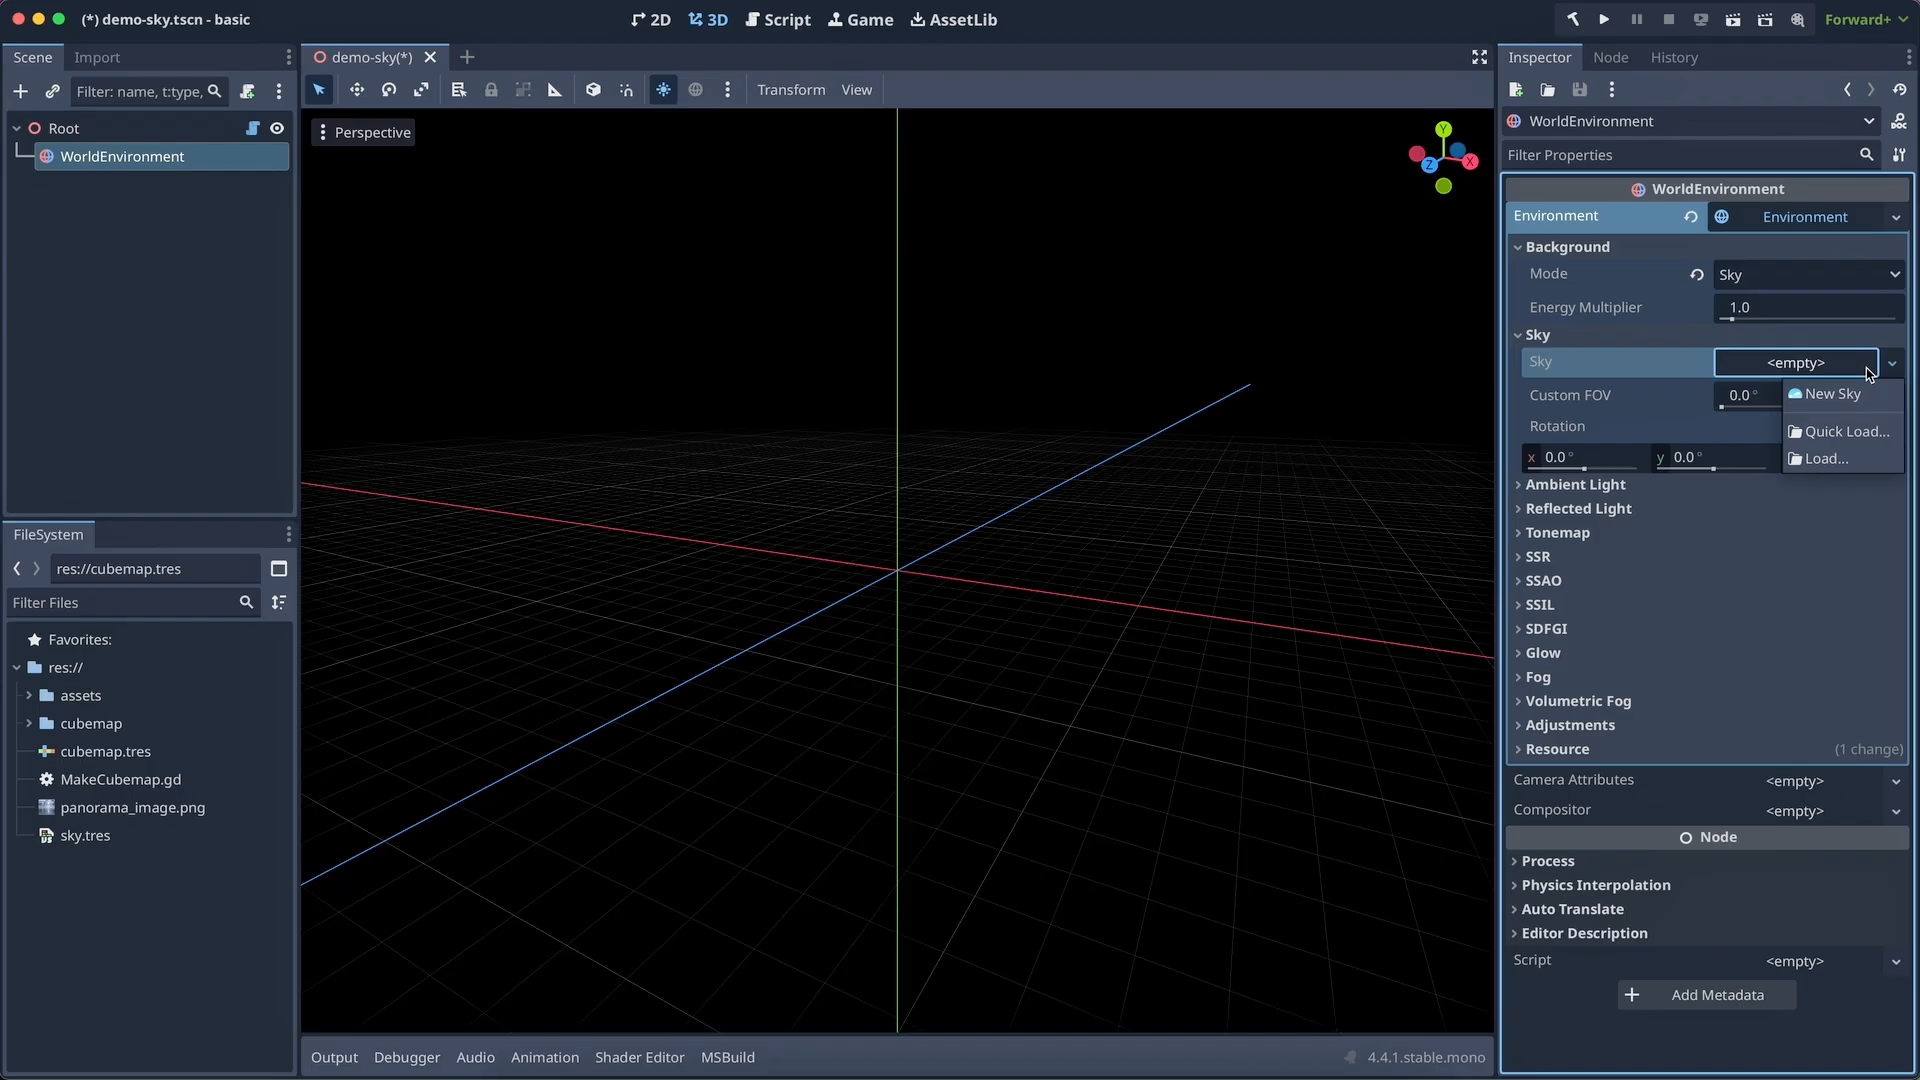 (*) demo-sky.tscn - basic
2D 3D Script Game AssetLib
Forward+
Scene Import
Filter: name, t:type,
Root
WorldEnvironment
FileSystem
res://cubemap.tres
Filter Files
Favorites:
res://
assets
cubemap
cubemap.tres
MakeCubemap.gd
panorama_image.png
sky.tres
demo-sky(*)
Transform View
Perspective
Y
X
Z
Output Debugger Audio Animation Shader Editor MSBuild
4.4.1.stable.mono
Inspector Node History
WorldEnvironment
DOC
Filter Properties
WorldEnvironment
Environment Environment
Background
Mode Sky
Energy Multiplier 1.0
Sky
Sky <empty>
New Sky
Quick Load...
Load...
Custom FOV 0.0 °
Rotation
x 0.0 ° y 0.0 °
Ambient Light
Reflected Light
Tonemap
SSR
SSAO
SSIL
SDFGI
Glow
Fog
Volumetric Fog
Adjustments
Resource (1 change)
Camera Attributes <empty>
Compositor <empty>
Node
Process
Physics Interpolation
Auto Translate
Editor Description
Script <empty>
Add Metadata